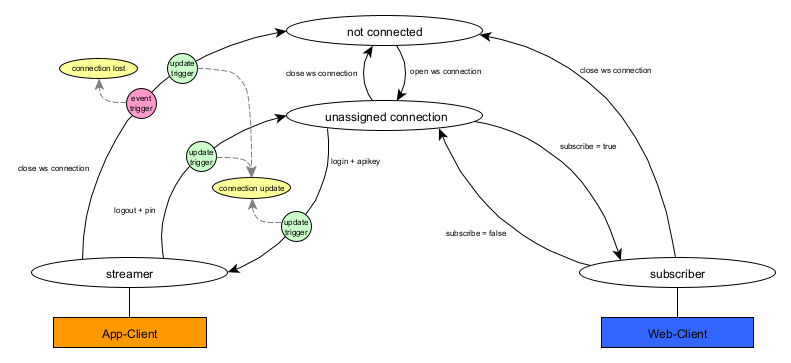 not connected
update
trigger
connection lost
close ws connection
open ws connection
close ws connection
event
trigger
unassigned connection
update
trigger
subscribe = true
login + apikey
close ws connection
connection update
logout + pin
update
trigger
subscribe = false
streamer
subscriber
App-Client
Web-Client